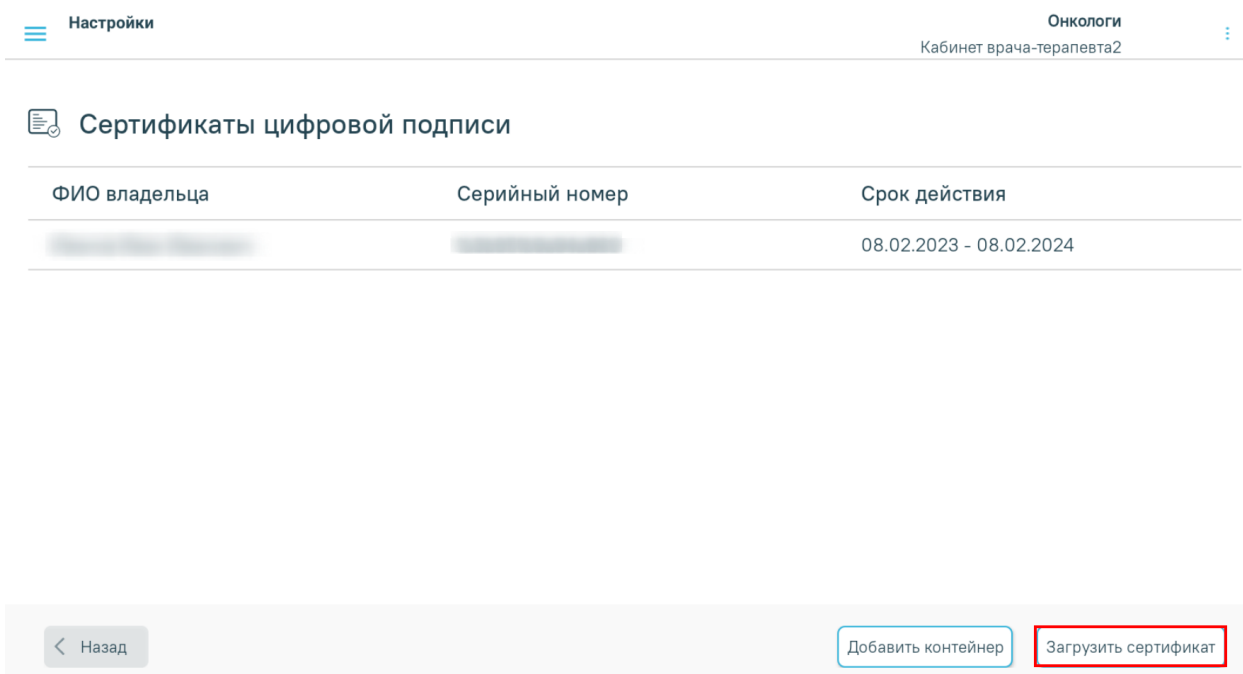 Настройки
Онкологи
Кабинет врача-терапевта2
Сертификаты цифровой подписи
ФИО владельца Серийный номер Срок действия
08.02.2023 - 08.02.2024
Назад
Добавить контейнер
Загрузить сертификат